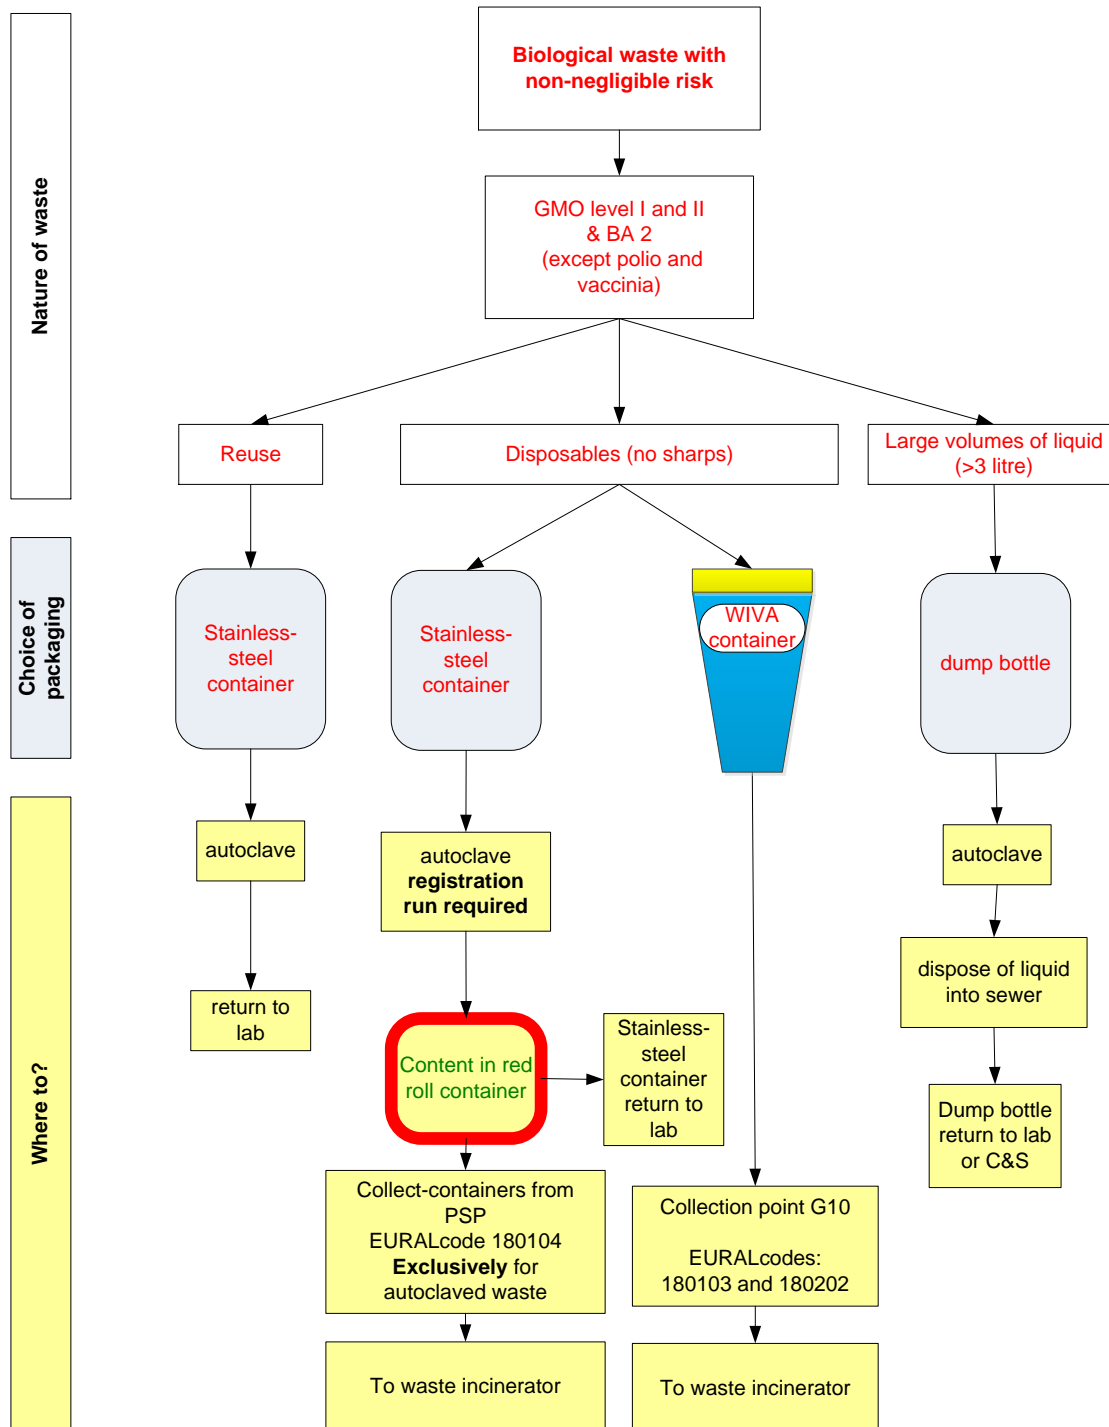 Biological waste with
non-negligible risk
GMO level I and II
& BA 2
(except polio and
vaccinia)
Nature of waste
Reuse
Disposables (no sharps)
Large volumes of liquid
(>3 litre)
Choice of
packaging
Stainless-
steel
container
Stainless-
steel
container
WIVA
container
dump bottle
Where to?
autoclave
autoclave
registration
run required
autoclave
return to
lab
dispose of liquid
into sewer
Content in red
roll container
Stainless-
steel
container
return to
lab
Dump bottle
return to lab
or C&S
Collect-containers from
PSP
EURALcode 180104
Exclusively for
autoclaved waste
Collection point G10
EURALcodes:
180103 and 180202
To waste incinerator
To waste incinerator